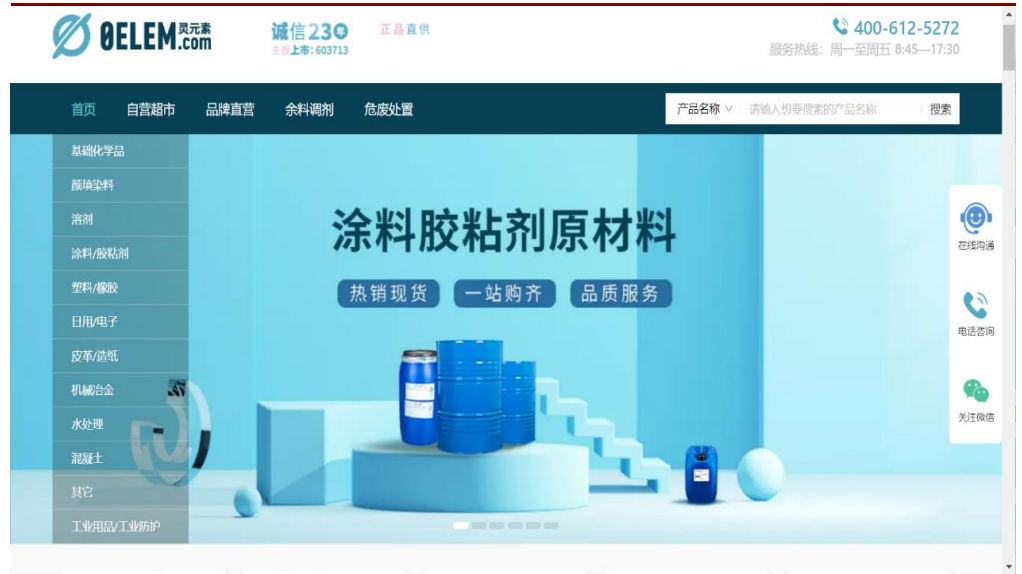 0ELEM 灵元素
.com
诚信23年
主板上市: 603713
正品直供
400-612-5272
服务热线: 周一至周五 8:45—17:30
首页 自营超市 品牌直营 余料调剂 危废处置
产品名称 请输入想要搜索的产品名称 搜索
基础化学品
颜填染料
溶剂
涂料/胶粘剂
塑料/橡胶
日用/电子
皮革/造纸
机械冶金
水处理
混凝土
其它
工业用品/工业防护
涂料胶粘剂原材料
热销现货 一站购齐 品质服务
在线沟通
电话咨询
关注微信